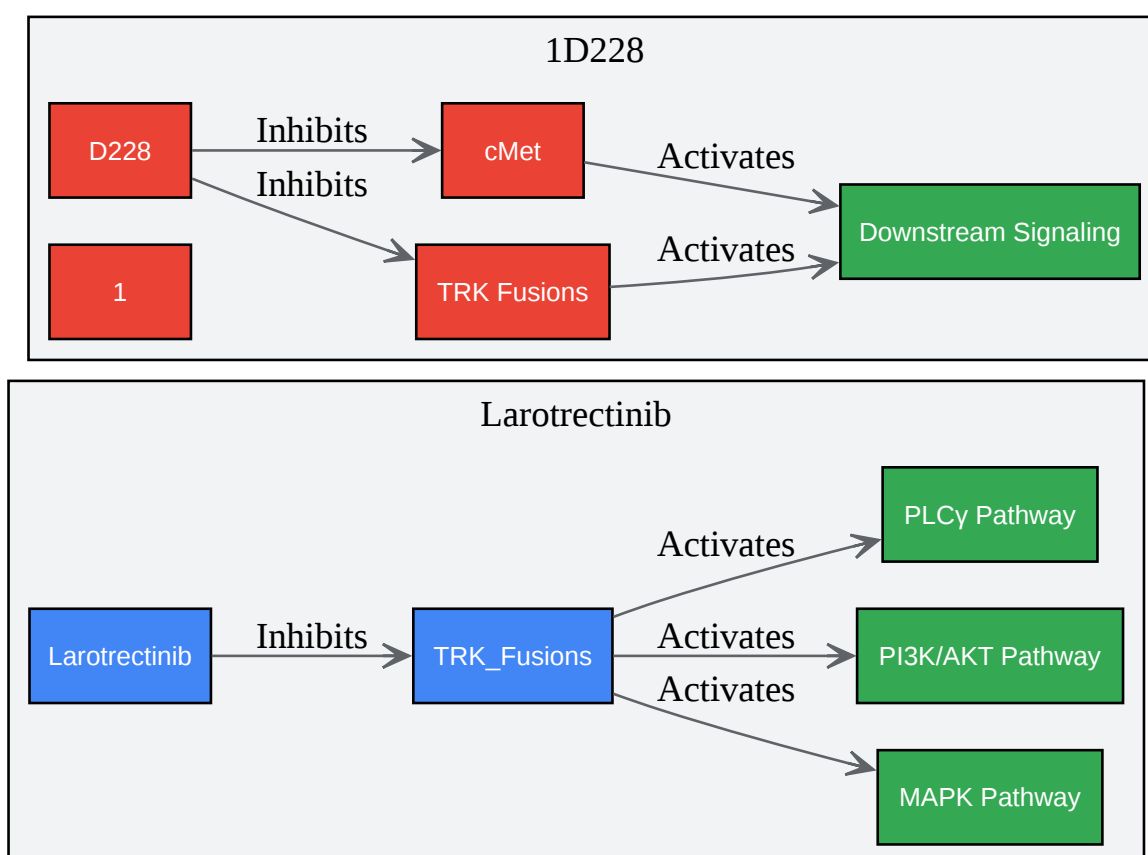 1D228
D228
Inhibits
cMet
Activates
Inhibits
Downstream Signaling
1
TRK Fusions
Activates
Larotrectinib
Larotrectinib
Inhibits
TRK_Fusions
Activates
PLCγ Pathway
Activates
PI3K/AKT Pathway
Activates
MAPK Pathway